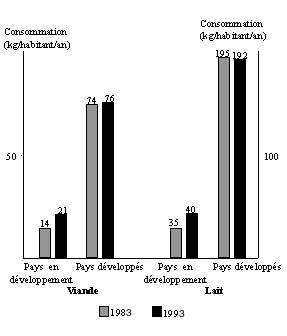 Consommation
(kg/habitant/an)
Consommation
(kg/habitant/an)
195 192
74 76
50
100
14 21
35 40
Pays en
développement
Pays développés
Pays en
développement
Pays développés
Viande
Lait
1983
1993